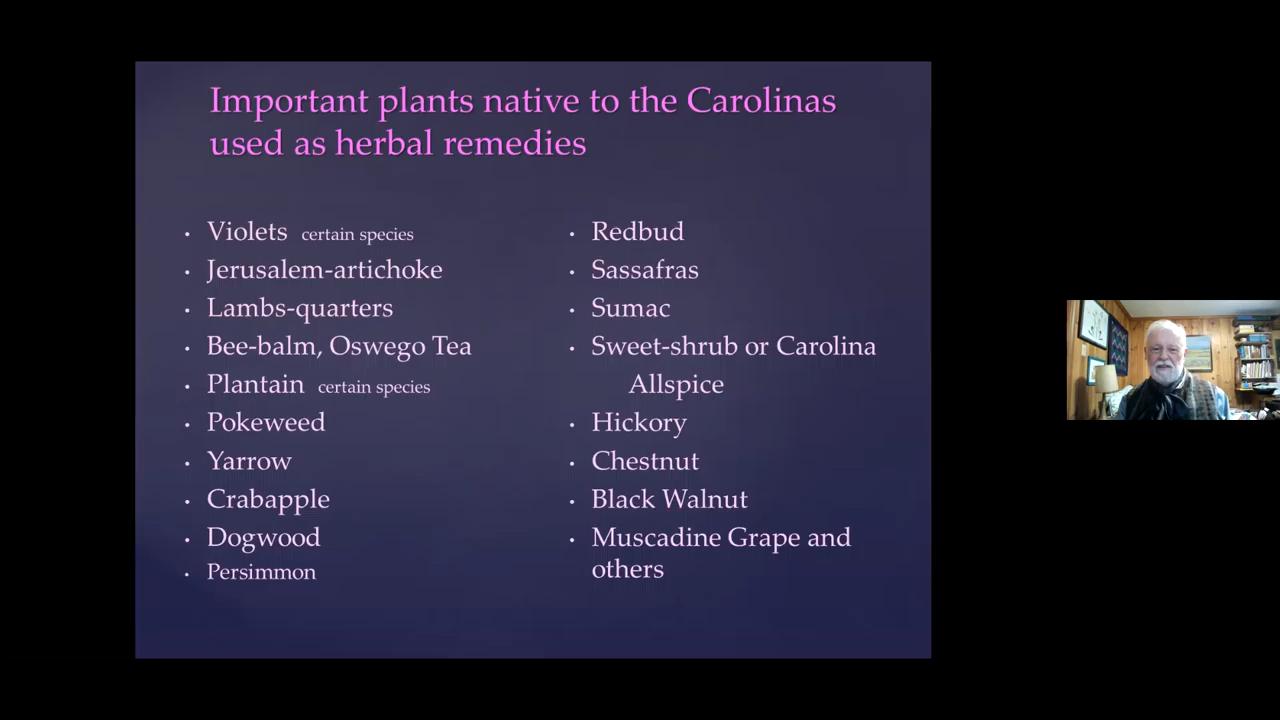 Important plants native to the Carolinas
used as herbal remedies
• Violets certain species
• Jerusalem-artichoke
• Lambs-quarters
• Bee-balm, Oswego Tea
• Plantain certain species
• Pokeweed
• Yarrow
• Crabapple
• Dogwood
• Persimmon
• Redbud
• Sassafras
• Sumac
• Sweet-shrub or Carolina
Allspice
• Hickory
• Chestnut
• Black Walnut
• Muscadine Grape and
others